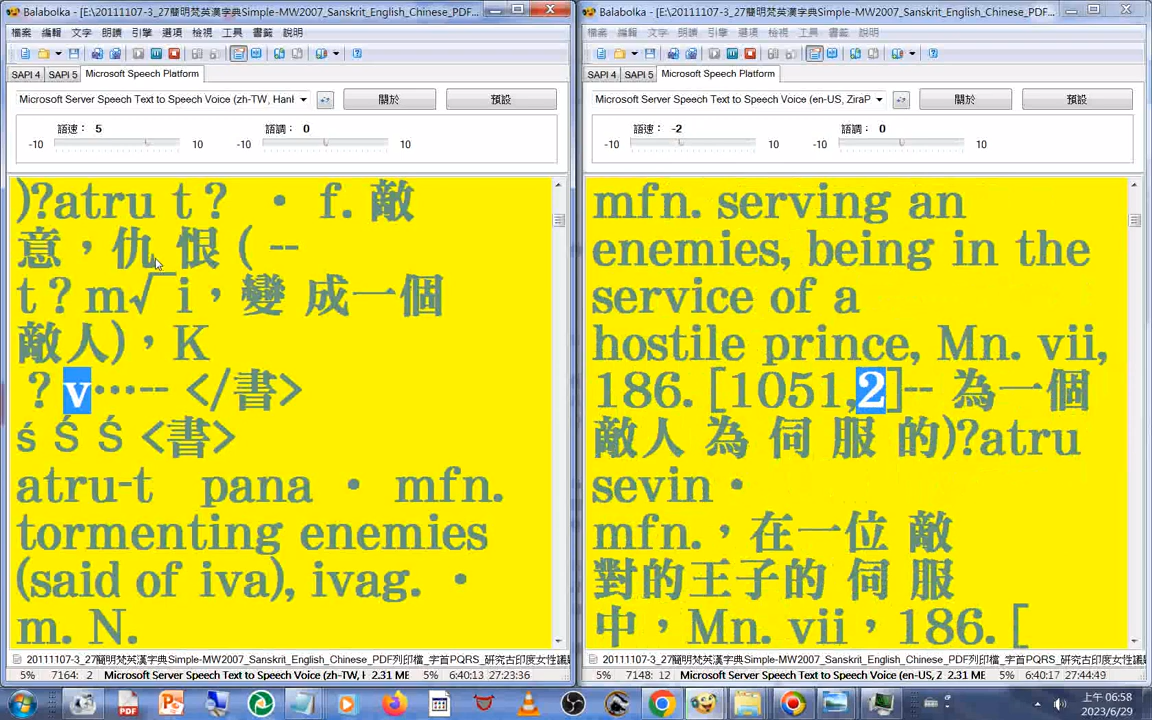 Balabolka - [E:\20111107-3_27簡明梵英漢字典Simple-MW2007_Sanskrit_English_Chinese_PDF...
檔案 編輯 文字 朗讀 引擎 選項 檢視 工具 書籤 說明
SAPI 4 SAPI 5 Microsoft Speech Platform
Microsoft Server Speech Text to Speech Voice (zh-TW, Hanl
關於
預設
語速: 5 語調: 0
-10 10 -10 10
)?atru t ? • f. 敵
意，仇 恨 ( --
t ? m√ i，變 成一個
敵人)，K
? v…-- </書>
ś Ś Ś <書>
atru-t pana • mfn.
tormenting enemies
(said of iva), ivag. •
m. N.
20111107-3_27簡明梵英漢字典Simple-MW2007_Sanskrit_English_Chinese_PDF列印檔_字首PQRS_研究古印度女性議題
5% 7164: 2 Microsoft Server Speech Text to Speech Voice (zh-TW, H 2.31 ME 6:40:13 27:23:36
Balabolka - [E:\20111107-3_27簡明梵英漢字典Simple-MW2007_Sanskrit_English_Chinese_PDF...
檔案 編輯 文字 朗讀 引擎 選項 檢視 工具 書籤 說明
SAPI 4 SAPI 5 Microsoft Speech Platform
Microsoft Server Speech Text to Speech Voice (en-US, ZiraP
關於
預設
語速: -2 語調: 0
-10 10 -10 10
mfn. serving an
enemies, being in the
service of a
hostile prince, Mn. vii,
186. [1051,2]-- 為一個
敵人 為 伺 服 的)?atru
sevin •
mfn.，在一位 敵
對的王子的 伺 服
中，Mn. vii，186. [
20111107-3_27簡明梵英漢字典Simple-MW2007_Sanskrit_English_Chinese_PDF列印檔_字首PQRS_研究古印度女性議
5% 7148: 12 Microsoft Server Speech Text to Speech Voice (en-US, Z 2.31 ME 6:40:17 27:44:49
上午 06:58
2023/6/29